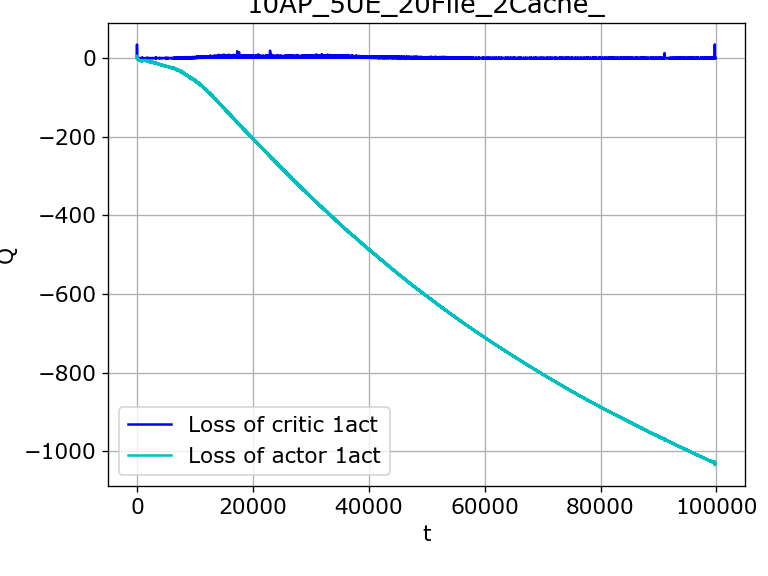 10AP_5UE_20File_2Cache_
0
−200
−400
−600
−800
−1000
Q
Loss of critic 1act
Loss of actor 1act
0 20000 40000 60000 80000 100000
t